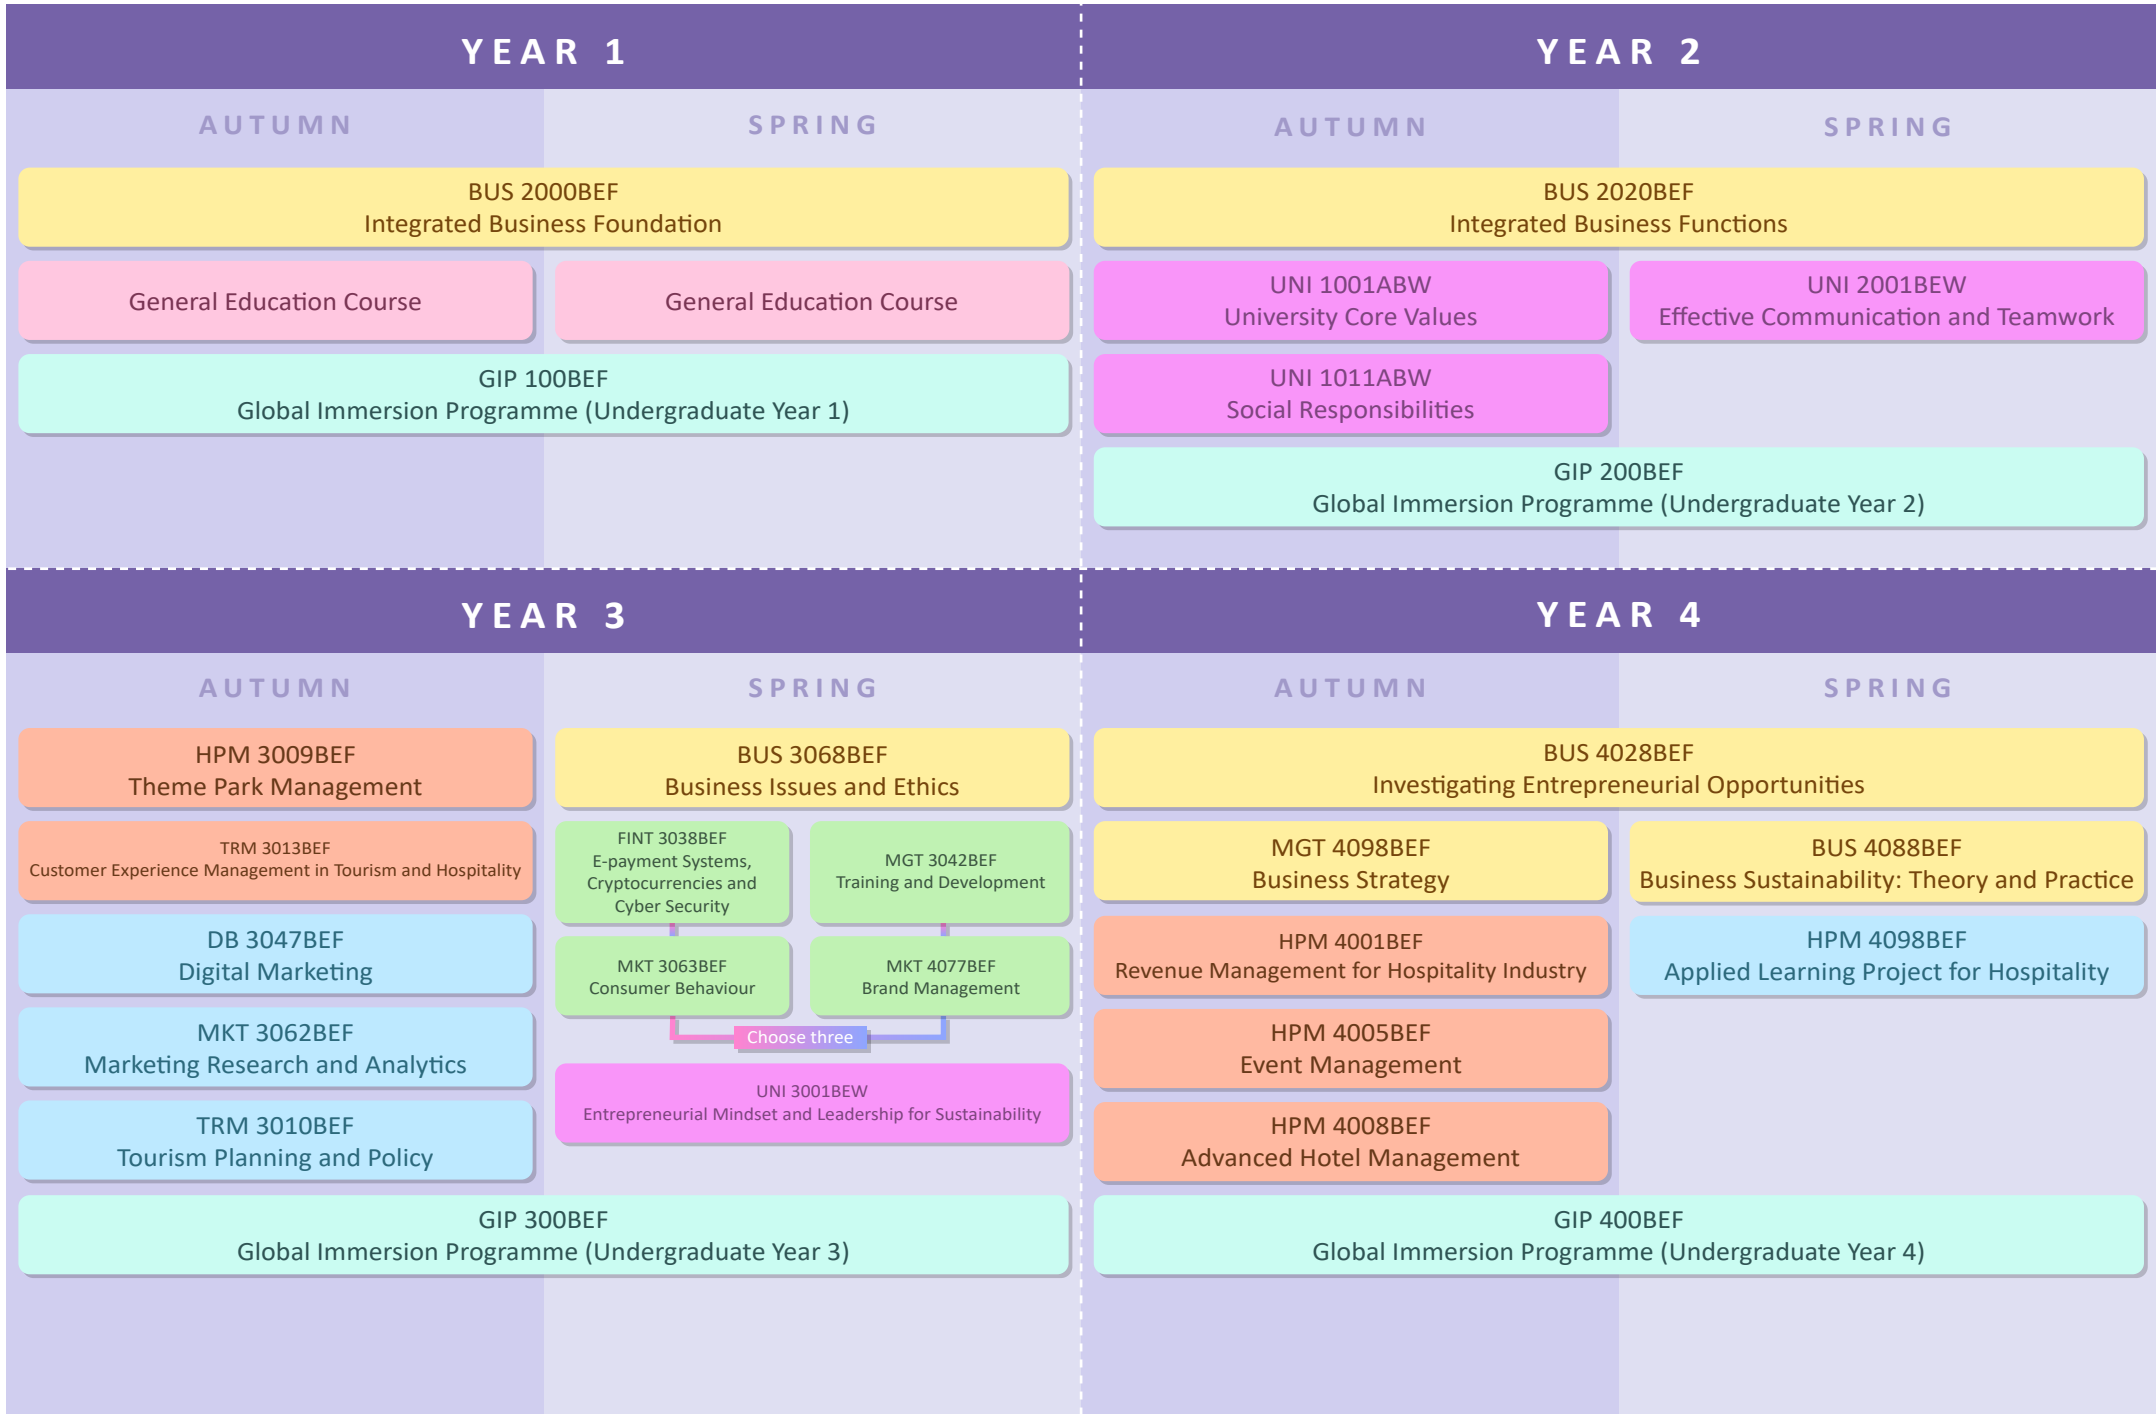 YEAR 1
AUTUMN
SPRING
BUS 2000BEF
Integrated Business Foundation
General Education Course
General Education Course
GIP 100BEF
Global Immersion Programme (Undergraduate Year 1)
YEAR 2
AUTUMN
SPRING
BUS 2020BEF
Integrated Business Functions
UNI 1001ABW
University Core Values
UNI 2001BEW
Effective Communication and Teamwork
UNI 1011ABW
Social Responsibilities
GIP 200BEF
Global Immersion Programme (Undergraduate Year 2)
YEAR 3
AUTUMN
SPRING
HPM 3009BEF
Theme Park Management
TRM 3013BEF
Customer Experience Management in Tourism and Hospitality
DB 3047BEF
Digital Marketing
MKT 3062BEF
Marketing Research and Analytics
TRM 3010BEF
Tourism Planning and Policy
BUS 3068BEF
Business Issues and Ethics
FINT 3038BEF
E-payment Systems,
Cryptocurrencies and
Cyber Security
MGT 3042BEF
Training and Development
MKT 3063BEF
Consumer Behaviour
MKT 4077BEF
Brand Management
Choose three
UNI 3001BEW
Entrepreneurial Mindset and Leadership for Sustainability
GIP 300BEF
Global Immersion Programme (Undergraduate Year 3)
YEAR 4
AUTUMN
SPRING
BUS 4028BEF
Investigating Entrepreneurial Opportunities
MGT 4098BEF
Business Strategy
HPM 4001BEF
Revenue Management for Hospitality Industry
HPM 4005BEF
Event Management
HPM 4008BEF
Advanced Hotel Management
BUS 4088BEF
Business Sustainability: Theory and Practice
HPM 4098BEF
Applied Learning Project for Hospitality
GIP 400BEF
Global Immersion Programme (Undergraduate Year 4)